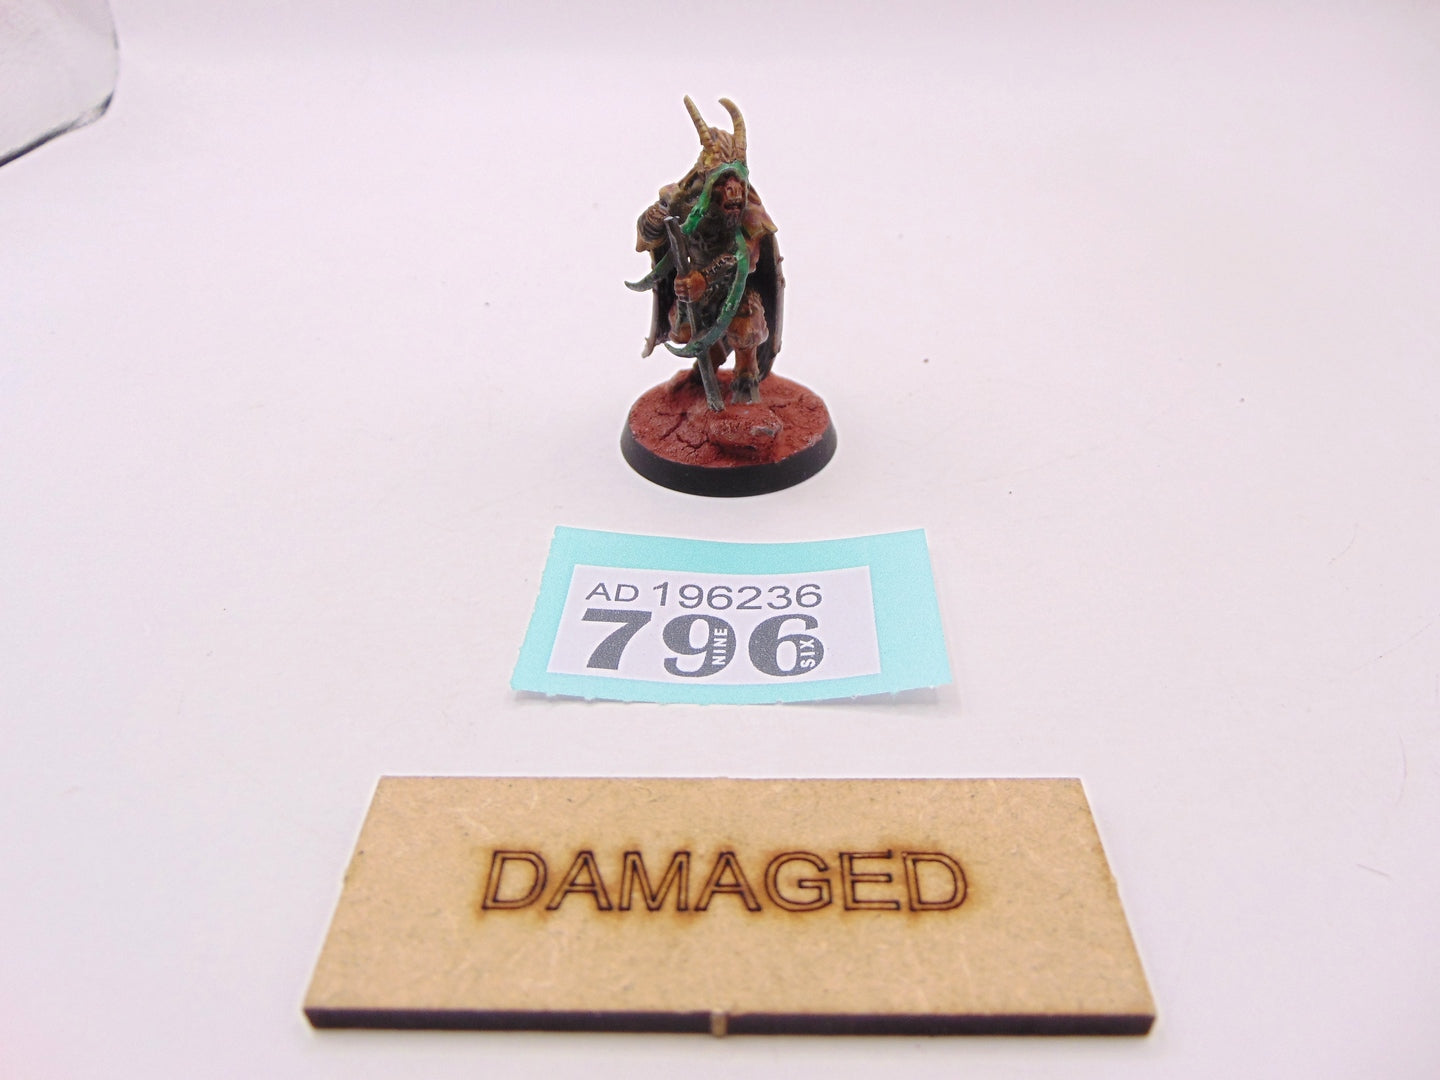 AD 196236
796
NINE
SIX
DAMAGED